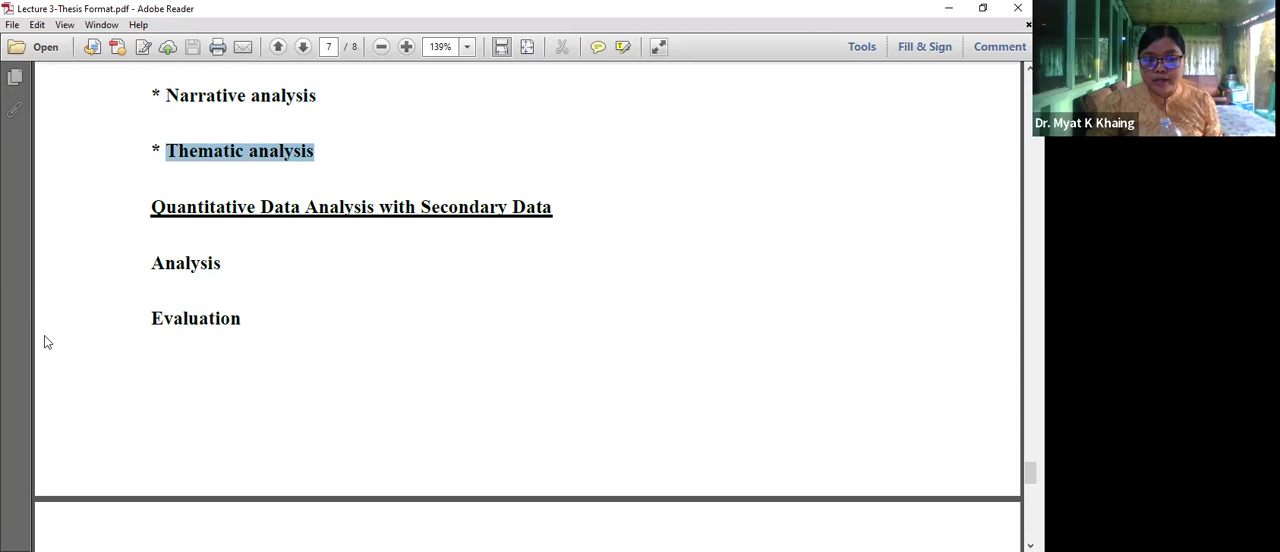 Lecture 3-Thesis Format.pdf - Adobe Reader
File Edit View Window Help
Open 7 / 8 139% Tools Fill & Sign Comment
* Narrative analysis
* Thematic analysis
Quantitative Data Analysis with Secondary Data
Analysis
Evaluation
Dr. Myat K Khaing